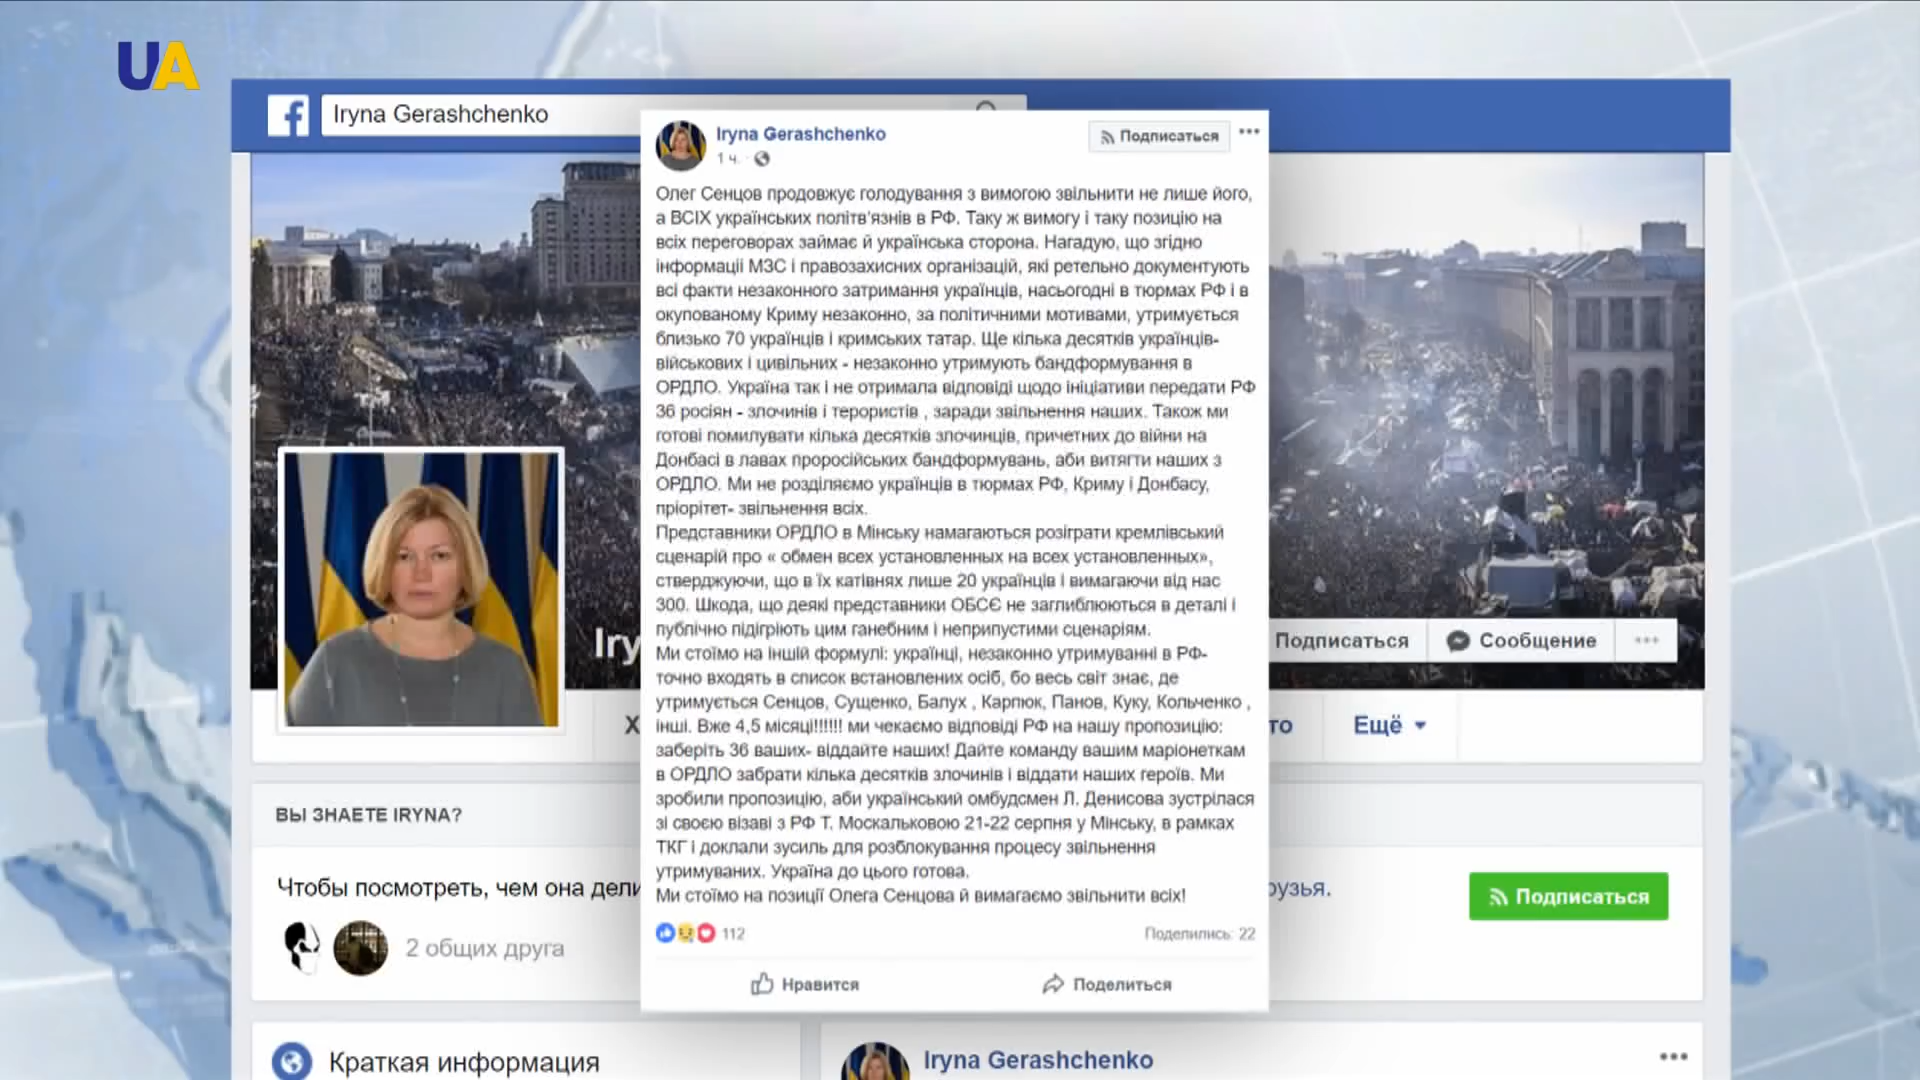 UA
Iryna Gerashchenko
Iryna Gerashchenko
Подписаться
1 ч.
Олег Сенцов продовжує голодування з вимогою звільнити не лише його,
а ВСІХ українських політв'язнів в РФ. Таку ж вимогу і таку позицію на
всіх переговорах займає й українська сторона. Нагадую, що згідно
інформації МЗС і правозахисних організацій, які ретельно документують
всі факти незаконного затримання українців, насьогодні в тюрмах РФ і в
окупованому Криму незаконно, за політичними мотивами, утримується
близько 70 українців і кримських татар. Ще кілька десятків українців-
військових і цивільних - незаконно утримують бандформування в
ОРДЛО. Україна так і не отримала відповіді щодо ініціативи передати РФ
36 росіян - злочинів і терористів , заради звільнення наших. Також ми
готові помилувати кілька десятків злочинців, причетних до війни на
Донбасі в лавах проросійських бандформувань, аби витягти наших з
ОРДЛО. Ми не розділяємо українців в тюрмах РФ, Криму і Донбасу,
пріорітет- звільнення всіх.
Представники ОРДЛО в Мінську намагаються розіграти кремлівський
сценарій про « обмен всех установленных на всех установленных»,
стверджуючи, що в їх катівнях лише 20 українців і вимагаючи від нас
300. Шкода, що деякі представники ОБСЄ не заглиблюються в деталі і
публічно підігріють цим ганебним і неприпустимим сценаріям.
Ми стоїмо на іншій формулі: українці, незаконно утримуванні в РФ-
точно входять в список встановлених осіб, бо весь світ знає, де
утримується Сенцов, Сущенко, Балух , Карпюк, Панов, Куку, Кольченко ,
інші. Вже 4,5 місяці!!!!!! ми чекаємо відповіді РФ на нашу пропозицію:
заберіть 36 ваших- віддайте наших! Дайте команду вашим маріонеткам
в ОРДЛО забрати кілька десятків злочинів і віддати наших героїв. Ми
зробили пропозицію, аби український омбудсмен Л. Денисова зустрілася
зі своєю візаві з РФ Т. Москальковою 21-22 серпня у Мінську, в рамках
ТКГ і доклали зусиль для розблокування процесу звільнення
утримуваних. Україна до цього готова.
Ми стоїмо на позиції Олега Сенцова й вимагаємо звільнити всіх!
112
Поделились: 22
Нравится
Поделиться
Iry
Подписаться
Сообщение
Х
то
Ещё
ВЫ ЗНАЕТЕ IRYNA?
Чтобы посмотреть, чем она дели
рузья.
Подписаться
2 общих друга
Краткая информация
Iryna Gerashchenko